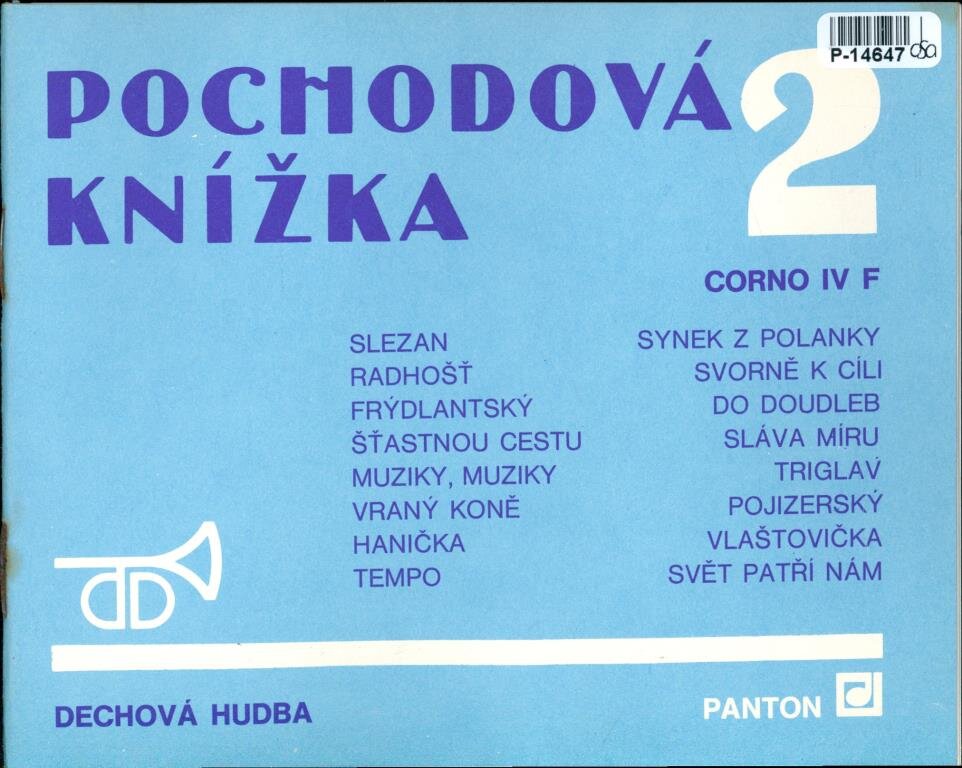 P-14647 osa
POCHODOVÁ 2
KNÍŽKA
CORNO IV F
SLEZAN
RADHOŠŤ
FRÝDLANTSKÝ
ŠŤASTNOU CESTU
MUZIKY, MUZIKY
VRANÝ KONĚ
HANIČKA
TEMPO
SYNEK Z POLANKY
SVORNĚ K CÍLI
DO DOUDLEB
SLÁVA MÍRU
TRIGLAV
POJIZERSKÝ
VLAŠTOVIČKA
SVĚT PATŘÍ NÁM
DECHOVÁ HUDBA
PANTON